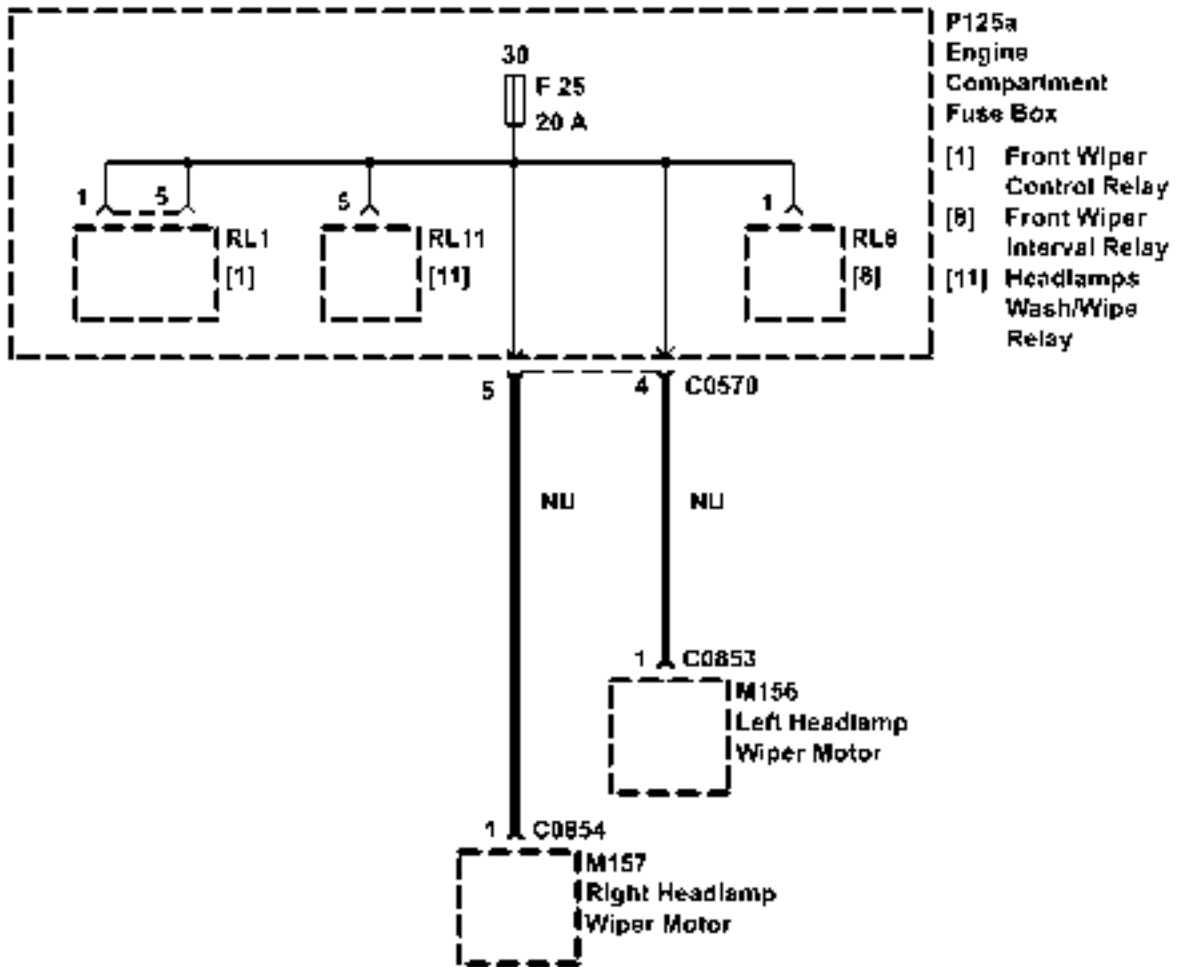 P125a
Engine
Compartment
Fuse Box
30
F 25
20 A
[1] Front Wiper
Control Relay
[8] Front Wiper
Interval Relay
[11] Headlamps
Wash/Wipe
Relay
1 5 5 1
RL1
[1]
RL11
[11]
RL8
[8]
5 4 C0570
NU NU
1 C0853
M156
Left Headlamp
Wiper Motor
1 C0854
M157
Right Headlamp
Wiper Motor